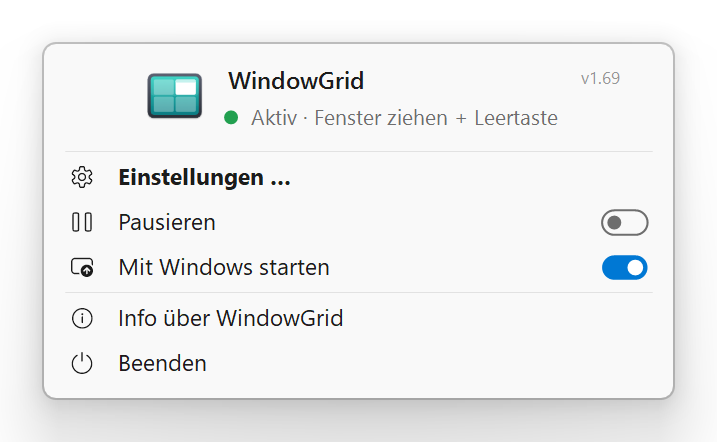 WindowGrid v1.69
Aktiv · Fenster ziehen + Leertaste
Einstellungen ...
Pausieren
Mit Windows starten
Info über WindowGrid
Beenden